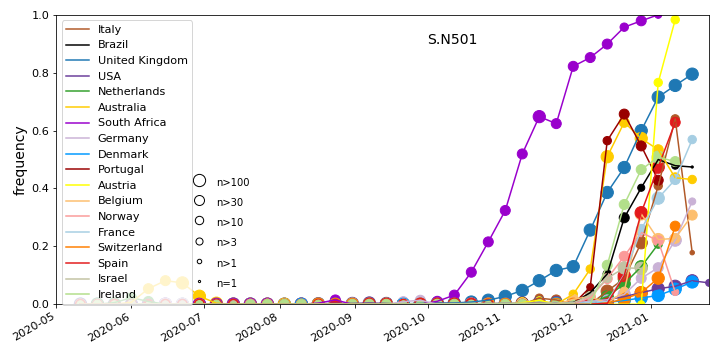 S.N501
frequency
1.0
0.8
0.6
0.4
0.2
0.0
Italy
Brazil
United Kingdom
USA
Netherlands
Australia
South Africa
Germany
Denmark
Portugal
Austria
Belgium
Norway
France
Switzerland
Spain
Israel
Ireland
n>100
n>30
n>10
n>3
n>1
n=1
2020-05
2020-06
2020-07
2020-08
2020-09
2020-10
2020-11
2020-12
2021-01